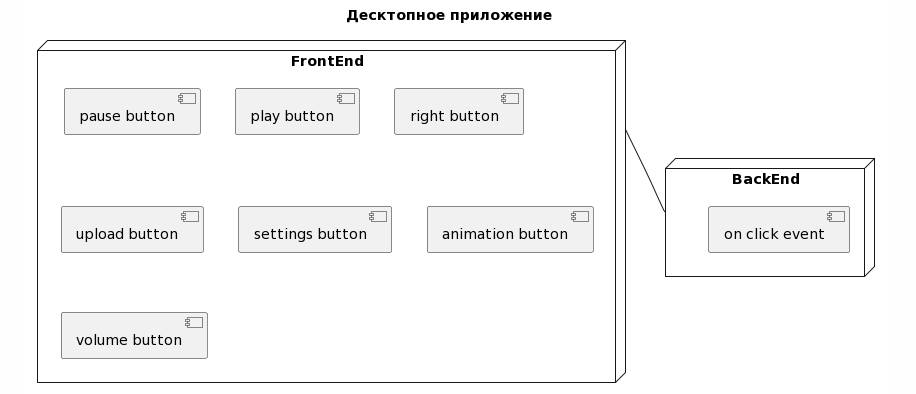 Десктопное приложение
FrontEnd
pause button
play button
right button
BackEnd
upload button
settings button
animation button
on click event
volume button